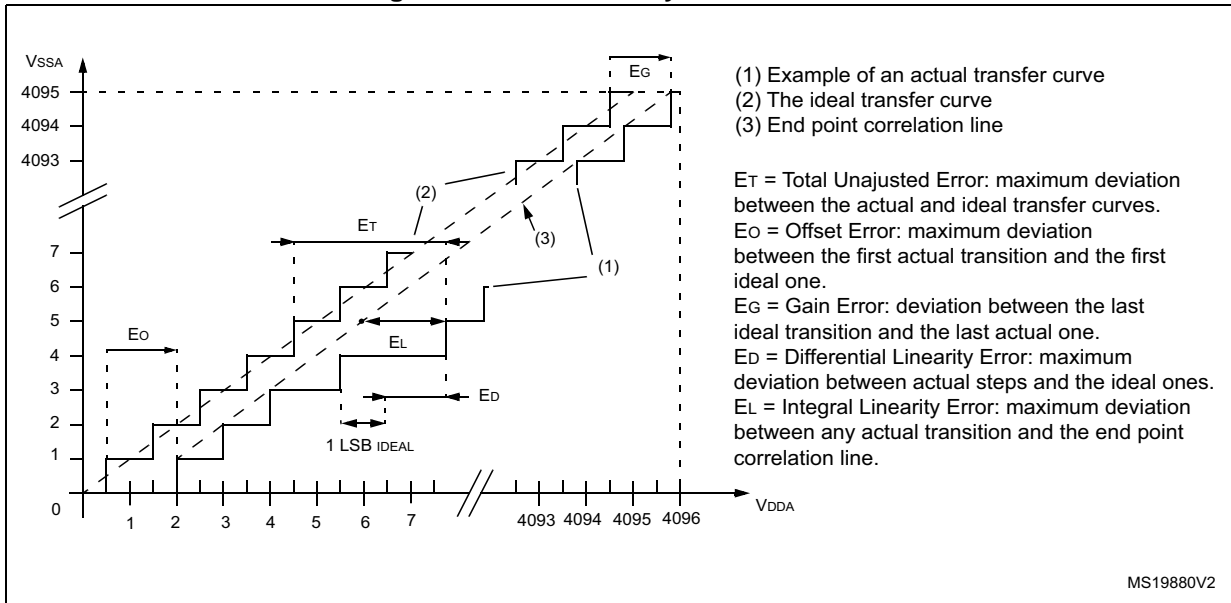 VSSA
EG
4095
4094
4093
(2)
ET
(3)
7
(1)
6
5
EO
EL
4
3
ED
2
1 LSB IDEAL
1
0
1 2 3 4 5 6 7 4093 4094 4095 4096
VDDA
(1) Example of an actual transfer curve
(2) The ideal transfer curve
(3) End point correlation line
ET = Total Unajusted Error: maximum deviation
between the actual and ideal transfer curves.
EO = Offset Error: maximum deviation
between the first actual transition and the first
ideal one.
EG = Gain Error: deviation between the last
ideal transition and the last actual one.
ED = Differential Linearity Error: maximum
deviation between actual steps and the ideal ones.
EL = Integral Linearity Error: maximum deviation
between any actual transition and the end point
correlation line.
MS19880V2